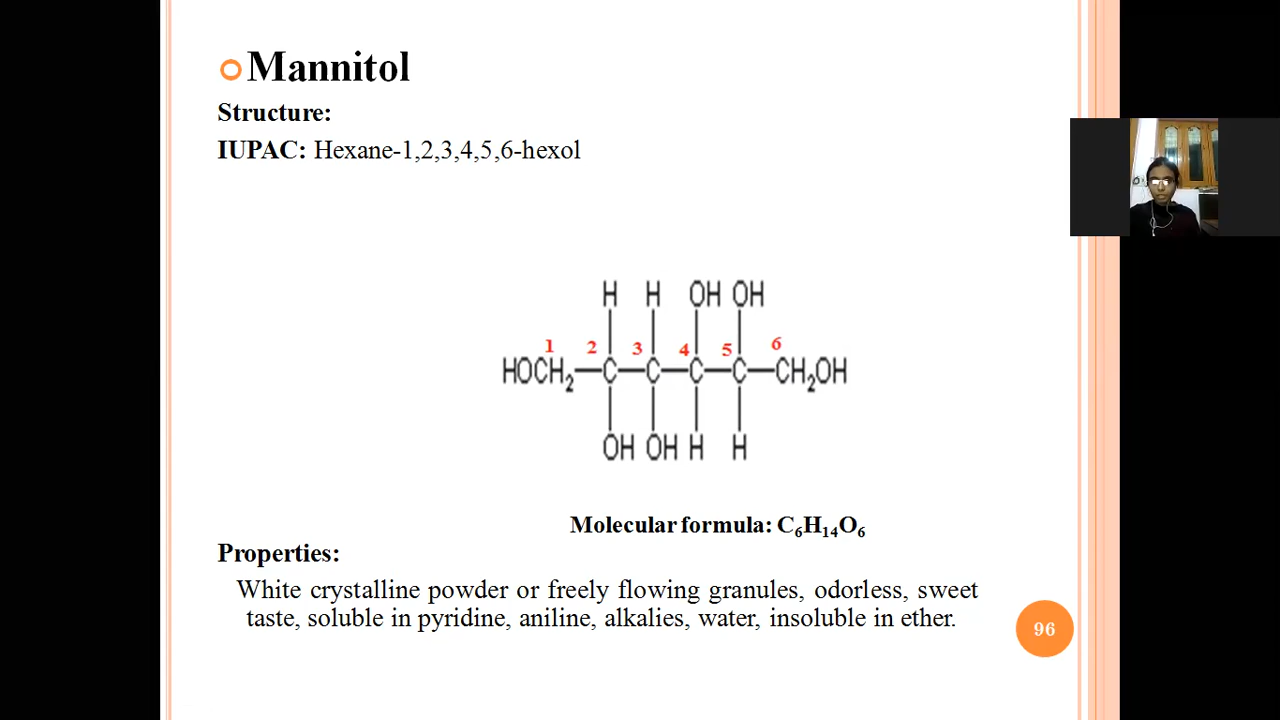 Mannitol
Structure:
IUPAC: Hexane-1,2,3,4,5,6-hexol
H H OH OH
1 2 3 4 5 6
HOCH₂–C–C–C–C–CH₂OH
OH OH H H
Molecular formula: C₆H₁₄O₆
Properties:
White crystalline powder or freely flowing granules, odorless, sweet
taste, soluble in pyridine, aniline, alkalies, water, insoluble in ether.
96